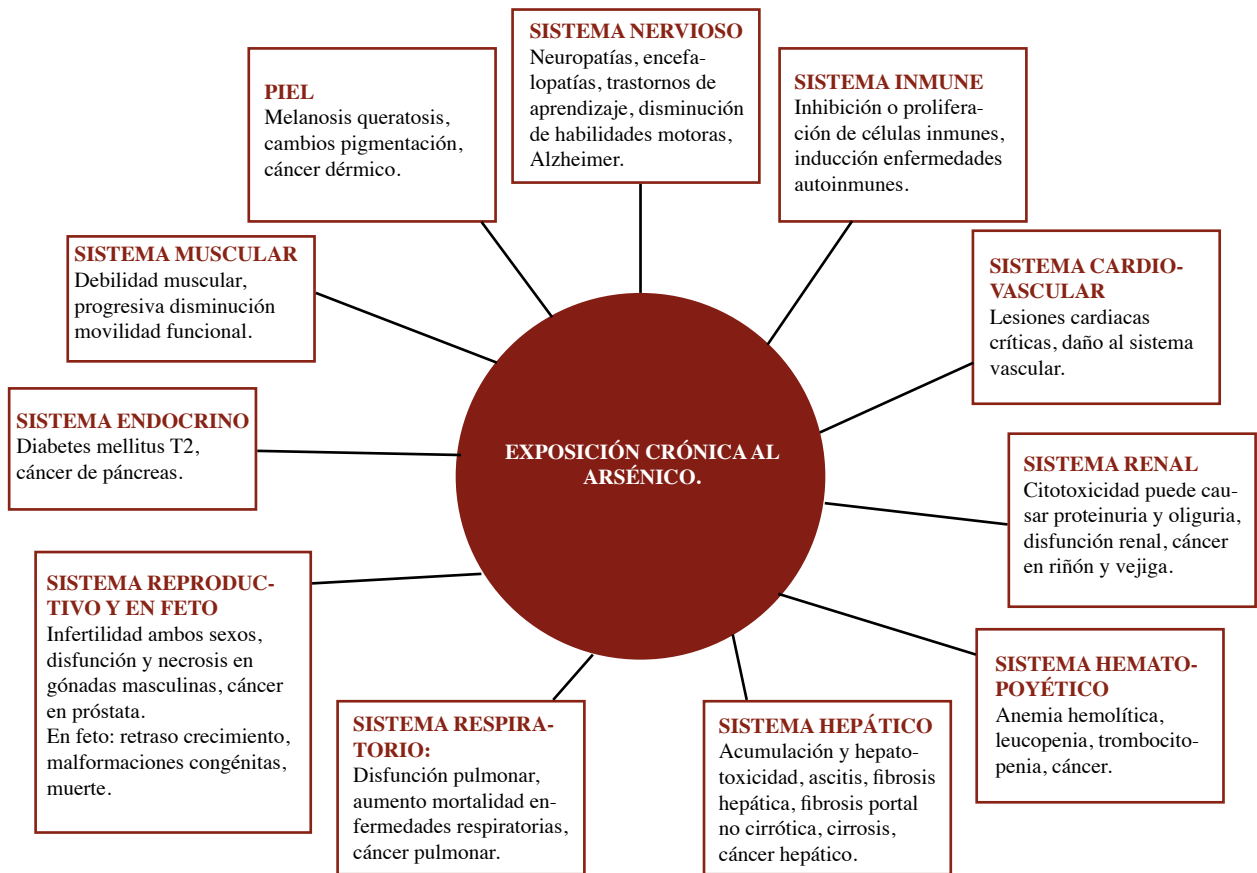 SISTEMA NERVIOSO
Neuropatías, encefa-
lopatías, trastornos de
aprendizaje, disminución
de habilidades motoras,
Alzheimer.
SISTEMA INMUNE
Inhibición o prolifera-
ción de células inmunes,
inducción enfermedades
autoinmunes.
SISTEMA CARDIO-
VASCULAR
Lesiones cardiacas
críticas, daño al sistema
vascular.
SISTEMA RENAL
Citotoxicidad puede cau-
sar proteinuria y oliguria,
disfunción renal, cáncer
en riñón y vejiga.
SISTEMA HEMATO-
POYÉTICO
Anemia hemolítica,
leucopenia, trombocito-
penia, cáncer.
SISTEMA HEPÁTICO
Acumulación y hepato-
toxicidad, ascitis, fibrosis
hepática, fibrosis portal
no cirrótica, cirrosis,
cáncer hepático.
SISTEMA RESPIRA-
TORIO:
Disfunción pulmonar,
aumento mortalidad en-
fermedades respiratorias,
cáncer pulmonar.
SISTEMA REPRODUC-
TIVO Y EN FETO
Infertilidad ambos sexos,
disfunción y necrosis en
gónadas masculinas, cáncer
en próstata.
En feto: retraso crecimiento,
malformaciones congénitas,
muerte.
SISTEMA ENDOCRINO
Diabetes mellitus T2,
cáncer de páncreas.
SISTEMA MUSCULAR
Debilidad muscular,
progresiva disminución
movilidad funcional.
PIEL
Melanosis queratosis,
cambios pigmentación,
cáncer dérmico.
EXPOSICIÓN CRÓNICA AL
ARSÉNICO.